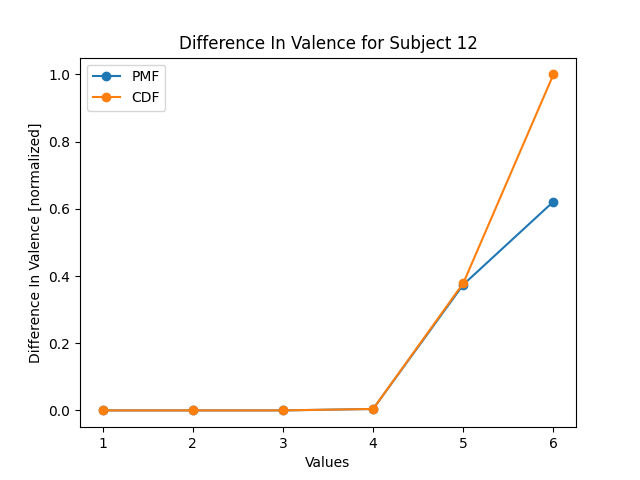 Difference In Valence for Subject 12
PMF
CDF
Difference In Valence [normalized]
1.0
0.8
0.6
0.4
0.2
0.0
1 2 3 4 5 6
Values